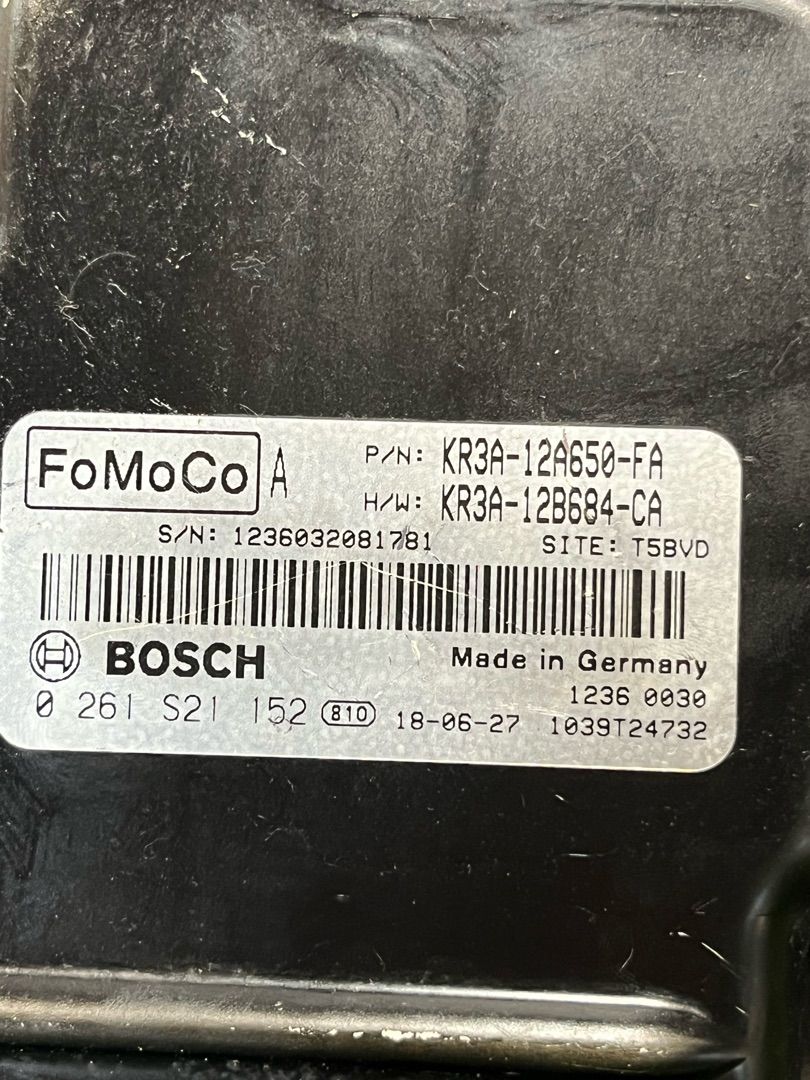 FoMoCo A
P/N: KR3A-12A650-FA
H/W: KR3A-12B684-CA
S/N: 1236032081781 SITE: T5BVD
BOSCH Made in Germany
1236 0030
0 261 S21 152 810 18-06-27 1039T24732